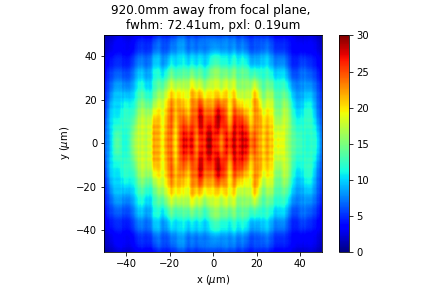 920.0mm away from focal plane,
fwhm: 72.41um, pxl: 0.19um
40
20
0
−20
−40
y (μm)
−40 −20 0 20 40
x (μm)
30
25
20
15
10
5
0